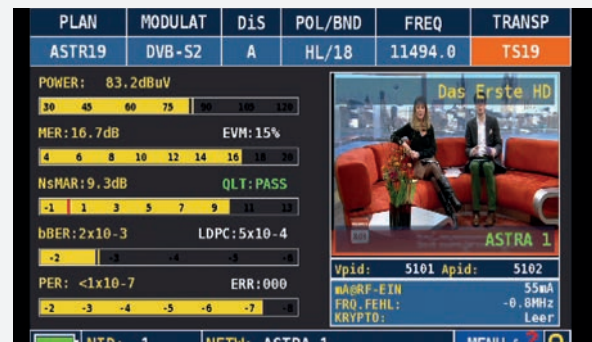 PLAN MODULAT DiS POL/BND FREQ TRANSP
ASTR19 DVB-S2 A HL/18 11494.0 TS19
POWER: 83.2dBuV
30 45 60 75 90 105 120
MER:16.7dB EVM:15%
4 6 8 10 12 14 16 18 20
NsMAR:9.3dB QLT:PASS
-1 1 3 5 7 9 11 13
bBER:2x10-3 LDPC:5x10-4
-2 -3 -4 -5 -6
PER: <1x10-7 ERR:000
-2 -3 -4 -5 -6 -7 -8
Das Erste HD
ASTRA 1
Vpid: 5101 Apid: 5102
mA@RF-EIN 55mA
FRQ.FEHL: -0.8MHz
KRYPTO: Leer
NID: 1 NETW: ASTRA 1 MENU : ?